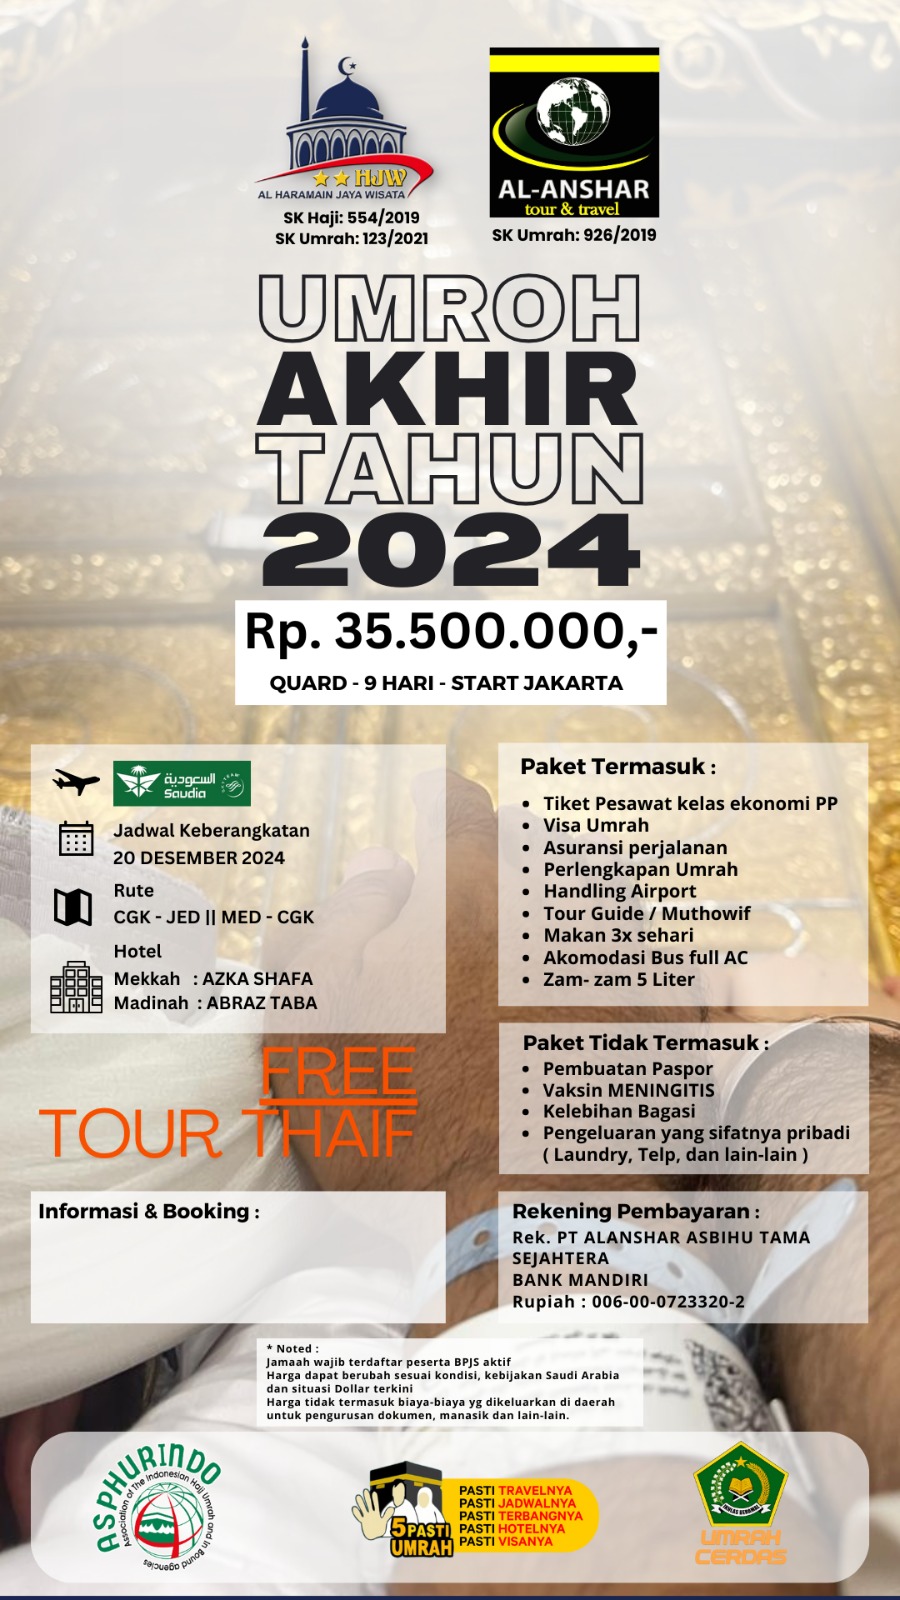 HJW
AL HARAMAIN JAYA WISATA
SK Haji: 554/2019
SK Umrah: 123/2021
AL-ANSHAR
tour & travel
SK Umrah: 926/2019
UMROH
AKHIR
TAHUN
2024
Rp. 35.500.000,-
QUARD - 9 HARI - START JAKARTA
السعودية
Saudia
Jadwal Keberangkatan
20 DESEMBER 2024
Rute
CGK - JED || MED - CGK
Hotel
Mekkah : AZKA SHAFA
Madinah : ABRAZ TABA
FREE
TOUR THAIF
Paket Termasuk :
• Tiket Pesawat kelas ekonomi PP
• Visa Umrah
• Asuransi perjalanan
• Perlengkapan Umrah
• Handling Airport
• Tour Guide / Muthowif
• Makan 3x sehari
• Akomodasi Bus full AC
• Zam- zam 5 Liter
Paket Tidak Termasuk :
• Pembuatan Paspor
• Vaksin MENINGITIS
• Kelebihan Bagasi
• Pengeluaran yang sifatnya pribadi
( Laundry, Telp, dan lain-lain )
Informasi & Booking :
Rekening Pembayaran :
Rek. PT ALANSHAR ASBIHU TAMA
SEJAHTERA
BANK MANDIRI
Rupiah : 006-00-0723320-2
* Noted :
Jamaah wajib terdaftar peserta BPJS aktif
Harga dapat berubah sesuai kondisi, kebijakan Saudi Arabia
dan situasi Dollar terkini
Harga tidak termasuk biaya-biaya yg dikeluarkan di daerah
untuk pengurusan dokumen, manasik dan lain-lain.
ASPHURINDO
Association of The Indonesian Hajj Umrah and In Bound agencies
5 PASTI
UMRAH
PASTI TRAVELNYA
PASTI JADWALNYA
PASTI TERBANGNYA
PASTI HOTELNYA
PASTI VISANYA
UMRAH
CERDAS